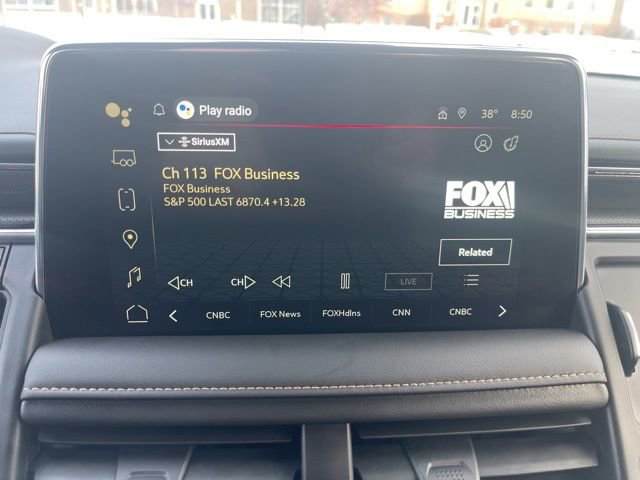 Play radio
38° 8:50
SiriusXM
Ch 113 FOX Business
FOX Business
S&P 500 LAST 6870.4 +13.28
FOX
BUSINESS
Related
CH CH LIVE
CNBC FOX News FOXHdlns CNN CNBC